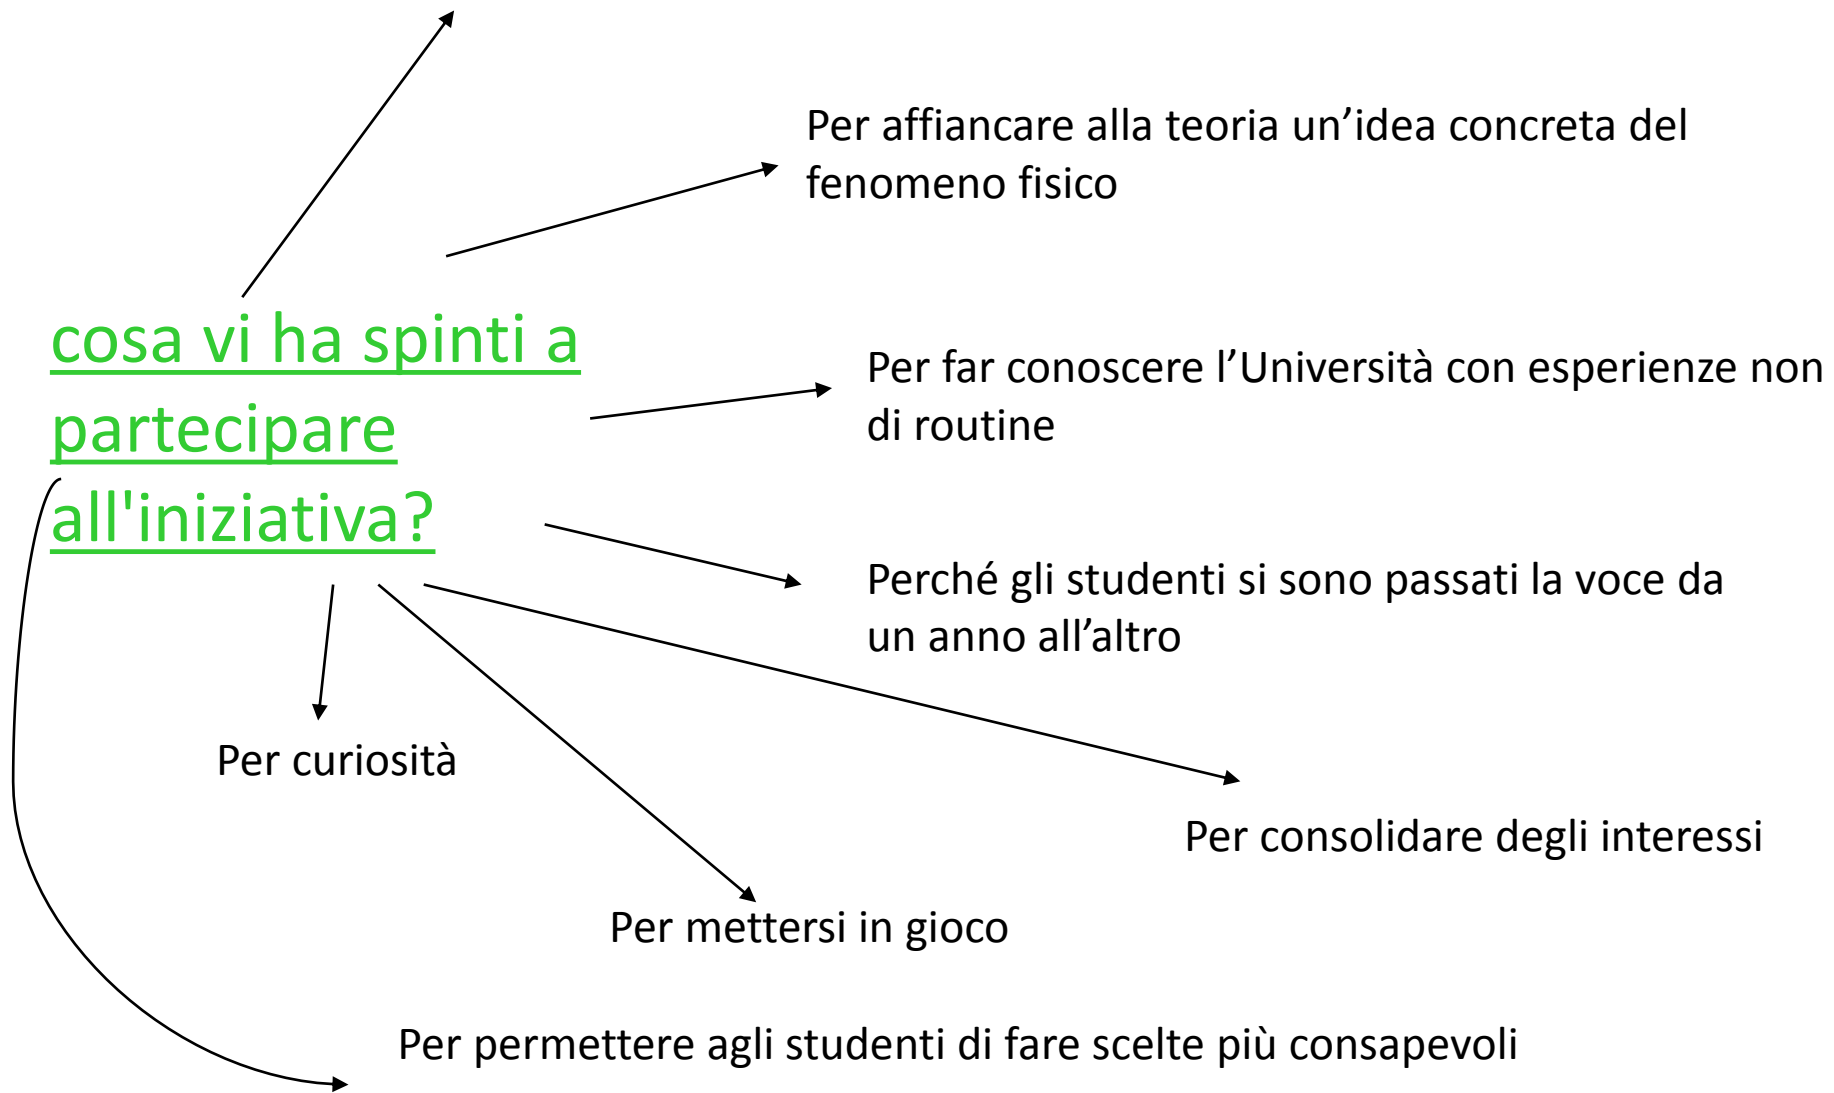 Per affiancare alla teoria un’idea concreta del
fenomeno fisico
cosa vi ha spinti a
partecipare
all'iniziativa?
Per far conoscere l’Università con esperienze non
di routine
Perché gli studenti si sono passati la voce da
un anno all’altro
Per curiosità
Per consolidare degli interessi
Per mettersi in gioco
Per permettere agli studenti di fare scelte più consapevoli